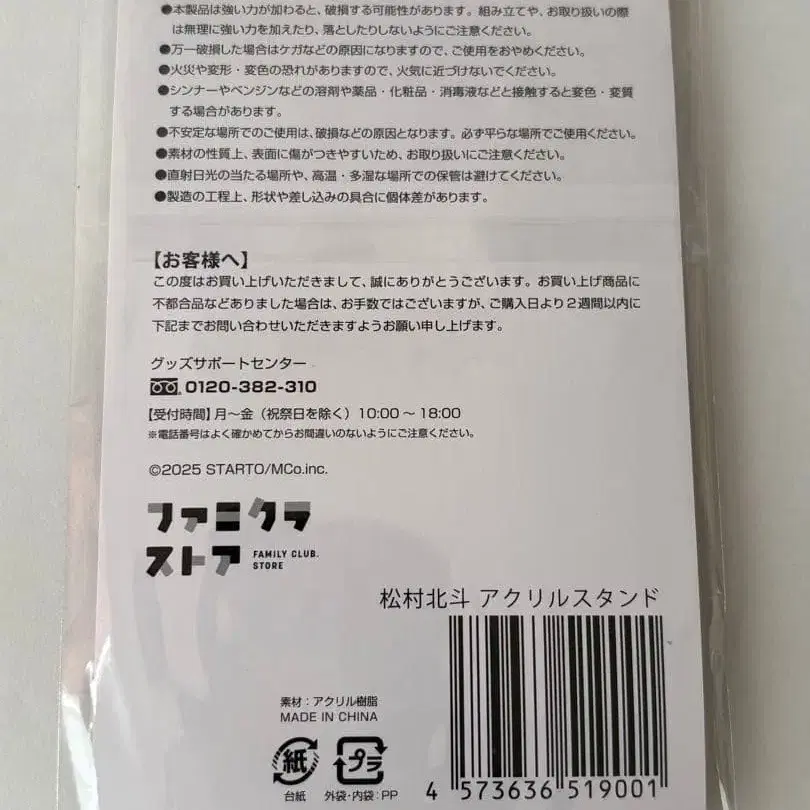 ●本製品は強い力が加わると、破損する可能性があります。組み立てや、お取り扱いの際
は無理に強い力を加えたり、落としたりしないようにご注意ください。
●万一破損した場合はケガなどの原因になりますので、ご使用をおやめください。
●火災や変形・変色の恐れがありますので、火気に近づけないでください。
●シンナーやベンジンなどの溶剤や薬品・化粧品・消毒液などと接触すると変色・変質
する場合があります。
●不安定な場所でのご使用は、破損などの原因となります。必ず平らな場所でご使用ください。
●素材の性質上、表面に傷がつきやすいため、お取り扱いにご注意ください。
●直射日光の当たる場所や、高温・多湿な場所での保管は避けてください。
●製造の工程上、形状や差し込みの具合に個体差があります。
【お客様へ】
この度はお買い上げいただきまして、誠にありがとうございます。お買い上げ商品に
不都合品などありました場合は、お手数ではございますが、ご購入日より2週間以内に
下記までお問い合わせいただきますようお願い申し上げます。
グッズサポートセンター
0120-382-310
【受付時間】月〜金（祝祭日を除く）10:00〜18:00
※電話番号はよく確かめてからお間違いのないようにご注意ください。
©2025 STARTO/MCo.inc.
ファミクラ
ストア FAMILY CLUB.
STORE
松村北斗 アクリルスタンド
素材：アクリル樹脂
MADE IN CHINA
紙 プラ
台紙 外袋・内袋：PP
4 573636 519001